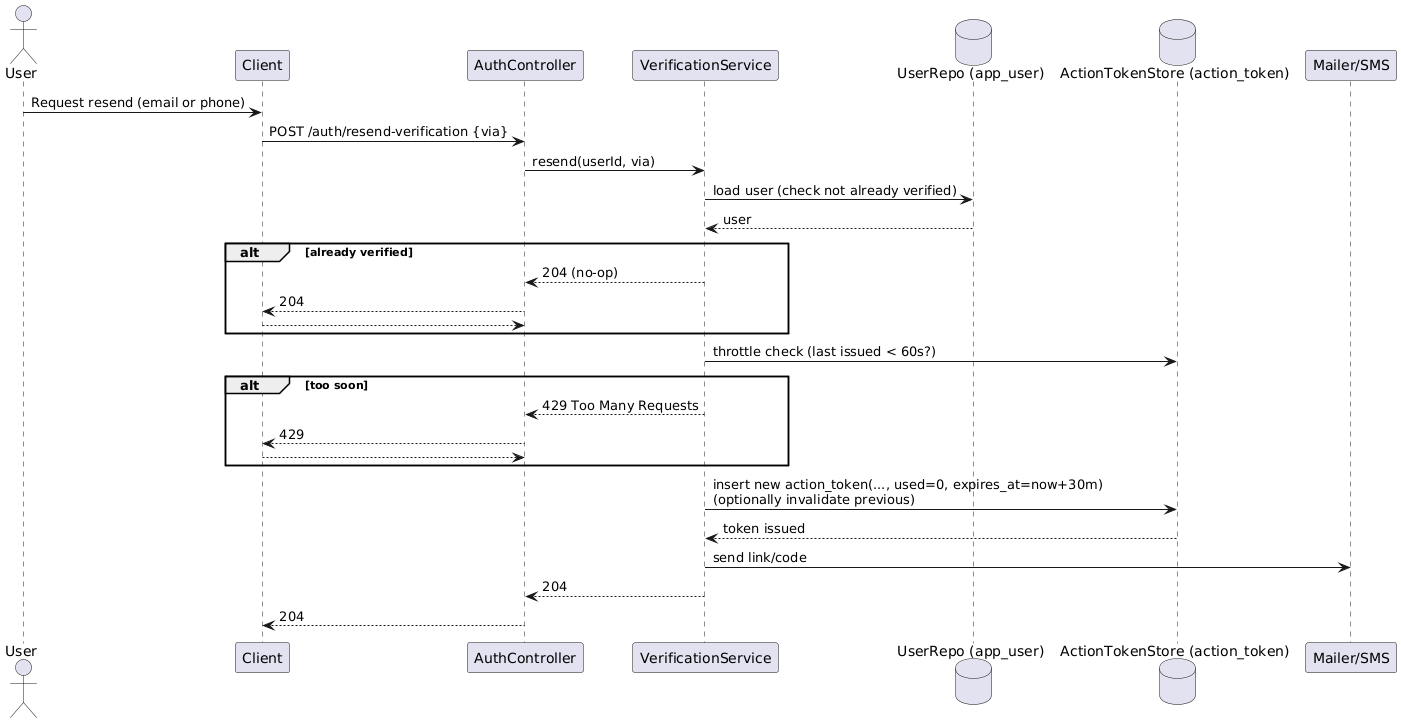 User
Client
AuthController
VerificationService
UserRepo (app_user)
ActionTokenStore (action_token)
Mailer/SMS
Request resend (email or phone)
POST /auth/resend-verification {via}
resend(userId, via)
load user (check not already verified)
user
alt [already verified]
204 (no-op)
204
throttle check (last issued < 60s?)
alt [too soon]
429 Too Many Requests
429
insert new action_token(..., used=0, expires_at=now+30m)
(optionally invalidate previous)
token issued
send link/code
204
204
User
Client
AuthController
VerificationService
UserRepo (app_user)
ActionTokenStore (action_token)
Mailer/SMS